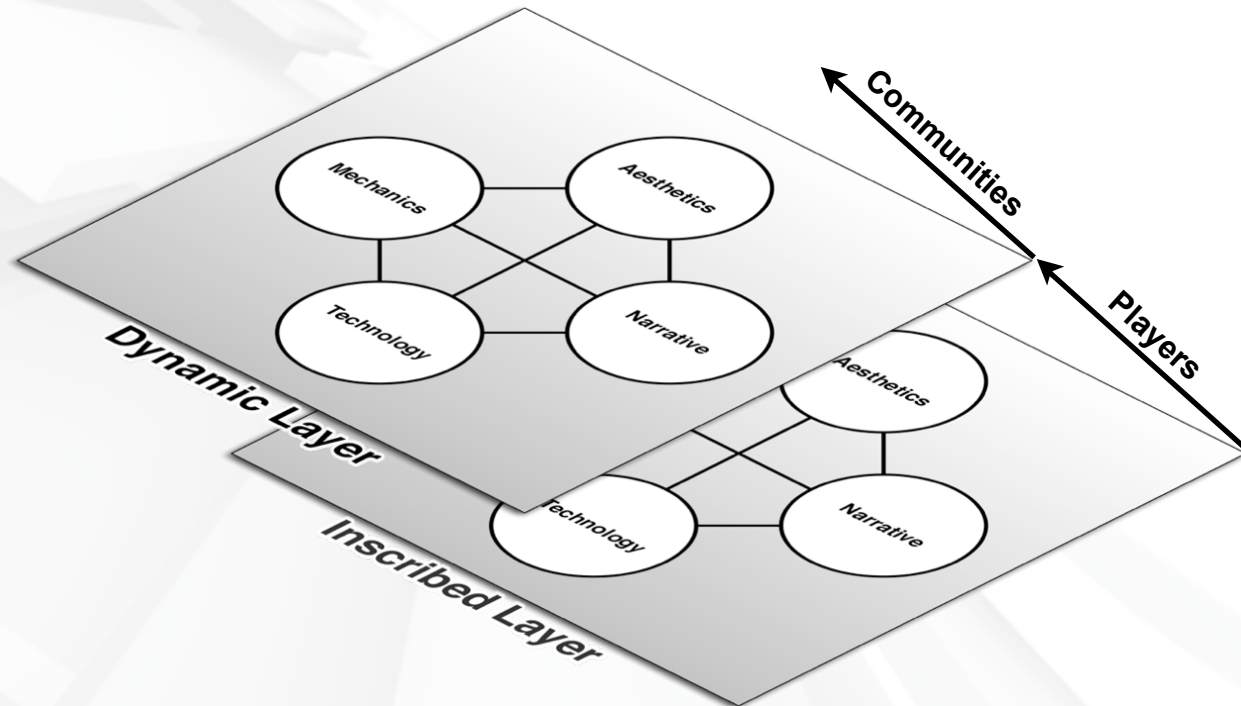 Communities
Mechanics
Aesthetics
Players
Technology
Narrative
Dynamic Layer
Aesthetics
Technology
Narrative
Inscribed Layer